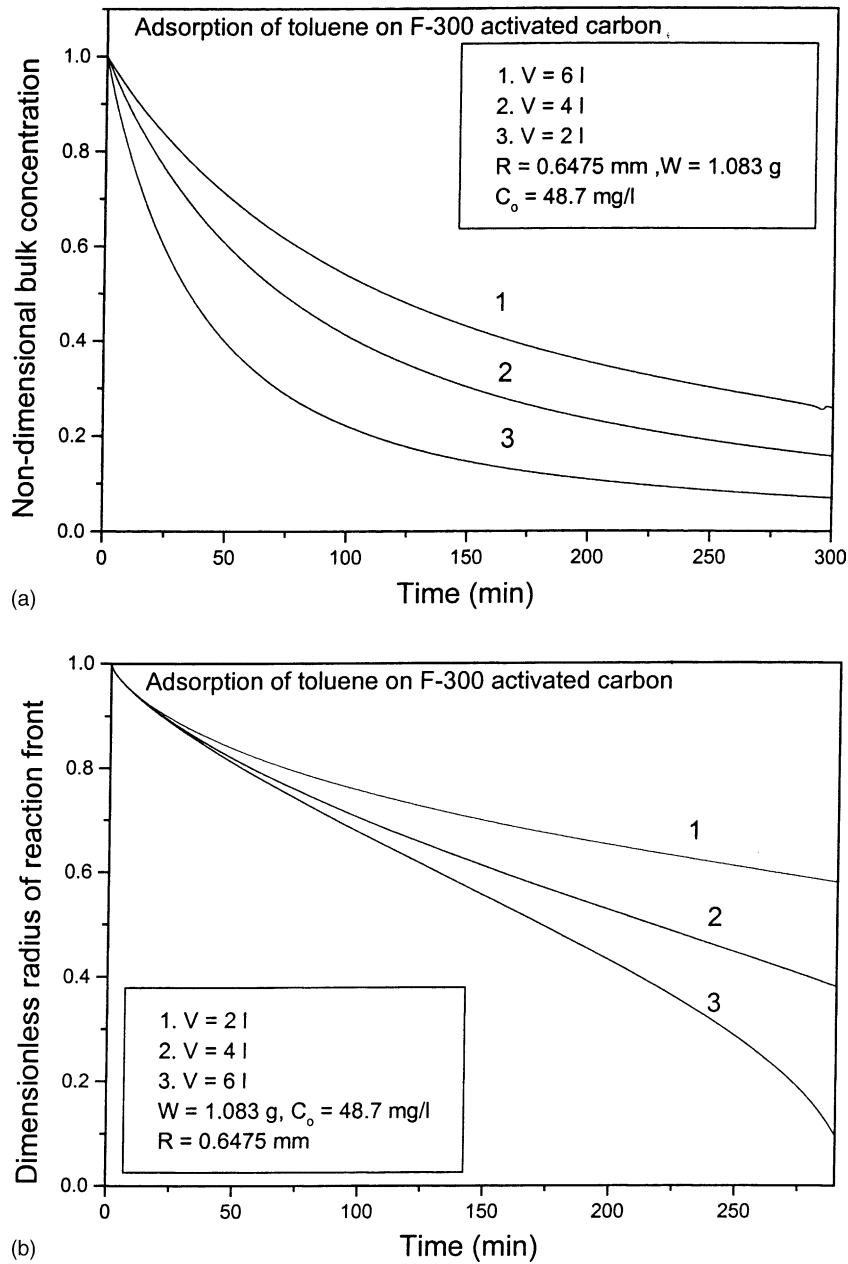 Adsorption of toluene on F-300 activated carbon
1. V = 6 l
2. V = 4 l
3. V = 2 l
R = 0.6475 mm ,W = 1.083 g
Co = 48.7 mg/l
Non-dimensional bulk concentration
1.0
0.8
0.6
0.4
0.2
0.0
1
2
3
0 50 100 150 200 250 300
Time (min)
(a)
Adsorption of toluene on F-300 activated carbon
Dimensionless radius of reaction front
1.0
0.8
0.6
0.4
0.2
0.0
1
2
3
1. V = 2 l
2. V = 4 l
3. V = 6 l
W = 1.083 g, Co = 48.7 mg/l
R = 0.6475 mm
0 50 100 150 200 250
Time (min)
(b)